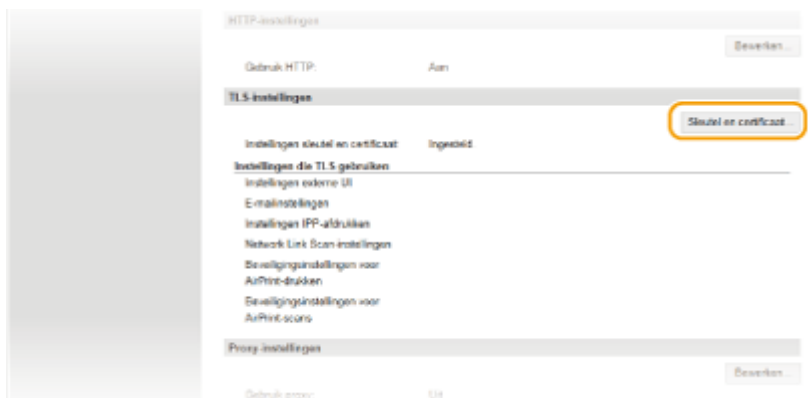 HTTP-instellingen
Bewerken...
Gebruik HTTP:	Aan
TLS-instellingen
Sleutel en certificaat...
Instellingen sleutel en certificaat:	Ingesteld
Instellingen die TLS gebruiken
Instellingen externe UI
E-mailinstellingen
Instellingen IPP-afdrukken
Network Link Scan-instellingen
Beveiligingsinstellingen voor
AirPrint-drukken
Beveiligingsinstellingen voor
AirPrint-scans
Proxy-instellingen
Bewerken...
Gebruik proxy:	Uit